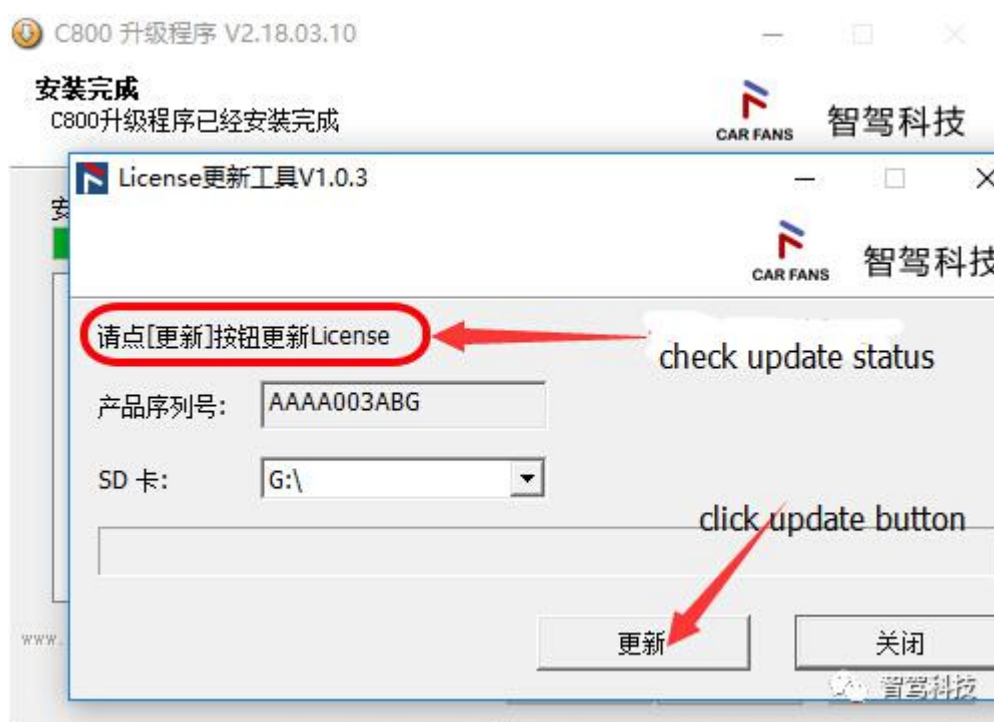 C800 升级程序 V2.18.03.10
安装完成
C800升级程序已经安装完成
CAR FANS
智驾科技
License更新工具V1.0.3
CAR FANS
智驾科技
请点[更新]按钮更新License
check update status
产品序列号:
AAAA003ABG
SD 卡:
G:\
click update button
www.
更新
关闭
智驾科技